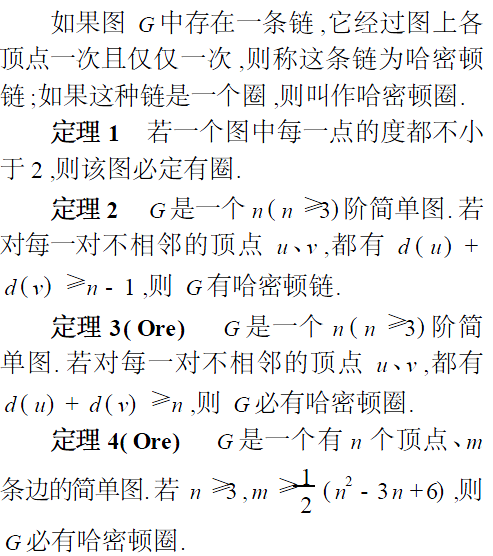 如果图 G 中存在一条链,它经过图上各
顶点一次且仅仅一次,则称这条链为哈密顿
链;如果这种链是一个圈,则叫作哈密顿圈.
定理 1 若一个图中每一点的度都不小
于 2,则该图必定有圈.
定理 2 G 是一个 n(n ≥3)阶简单图.若
对每一对不相邻的顶点 u、v,都有 d(u) +
d(v) ≥n - 1,则 G 有哈密顿链.
定理 3(Ore) G 是一个 n(n ≥3)阶简
单图.若对每一对不相邻的顶点 u、v,都有
d(u) + d(v) ≥n,则 G 必有哈密顿圈.
定理 4(Ore) G 是一个有 n 个顶点、m
条边的简单图.若 n ≥3,m ≥1/2(n² - 3n +6),则
G 必有哈密顿圈.